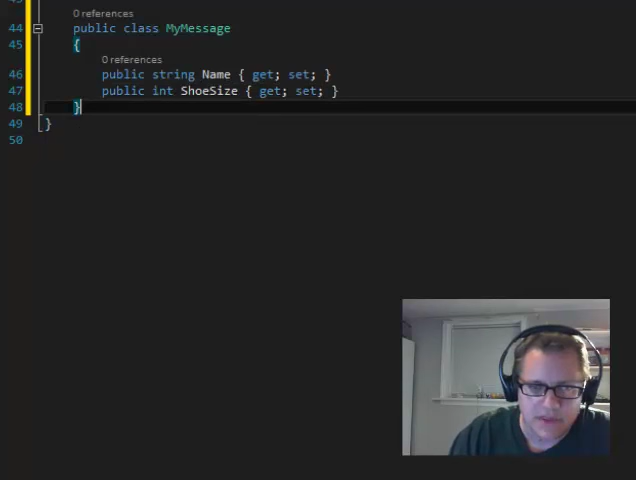 43
0 references
44 public class MyMessage
45 {
0 references
46 public string Name { get; set; }
47 public int ShoeSize { get; set; }
48 }
49 }
50